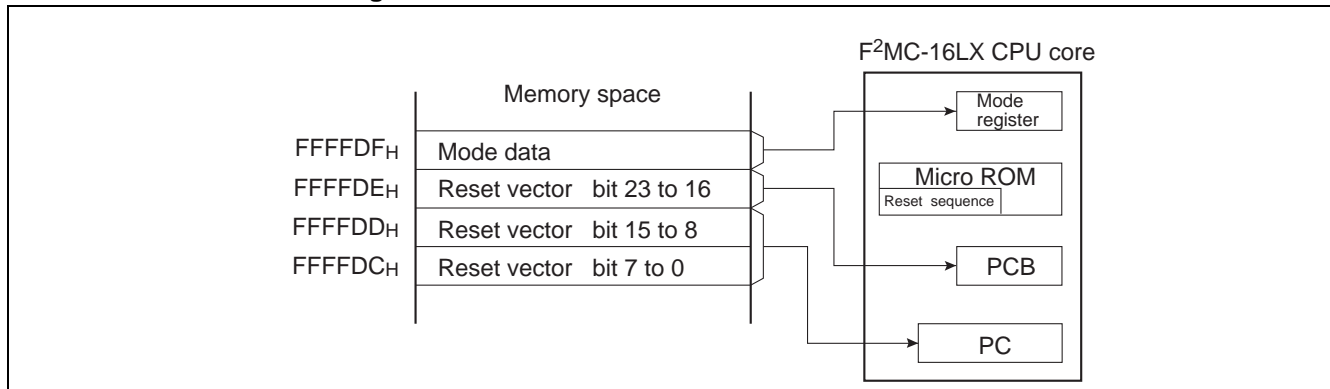 F2MC-16LX CPU core
Memory space
Mode
register
FFFFDFH Mode data
FFFFDEH Reset vector bit 23 to 16
Micro ROM
Reset sequence
FFFFDDH Reset vector bit 15 to 8
FFFFDCH Reset vector bit 7 to 0
PCB
PC